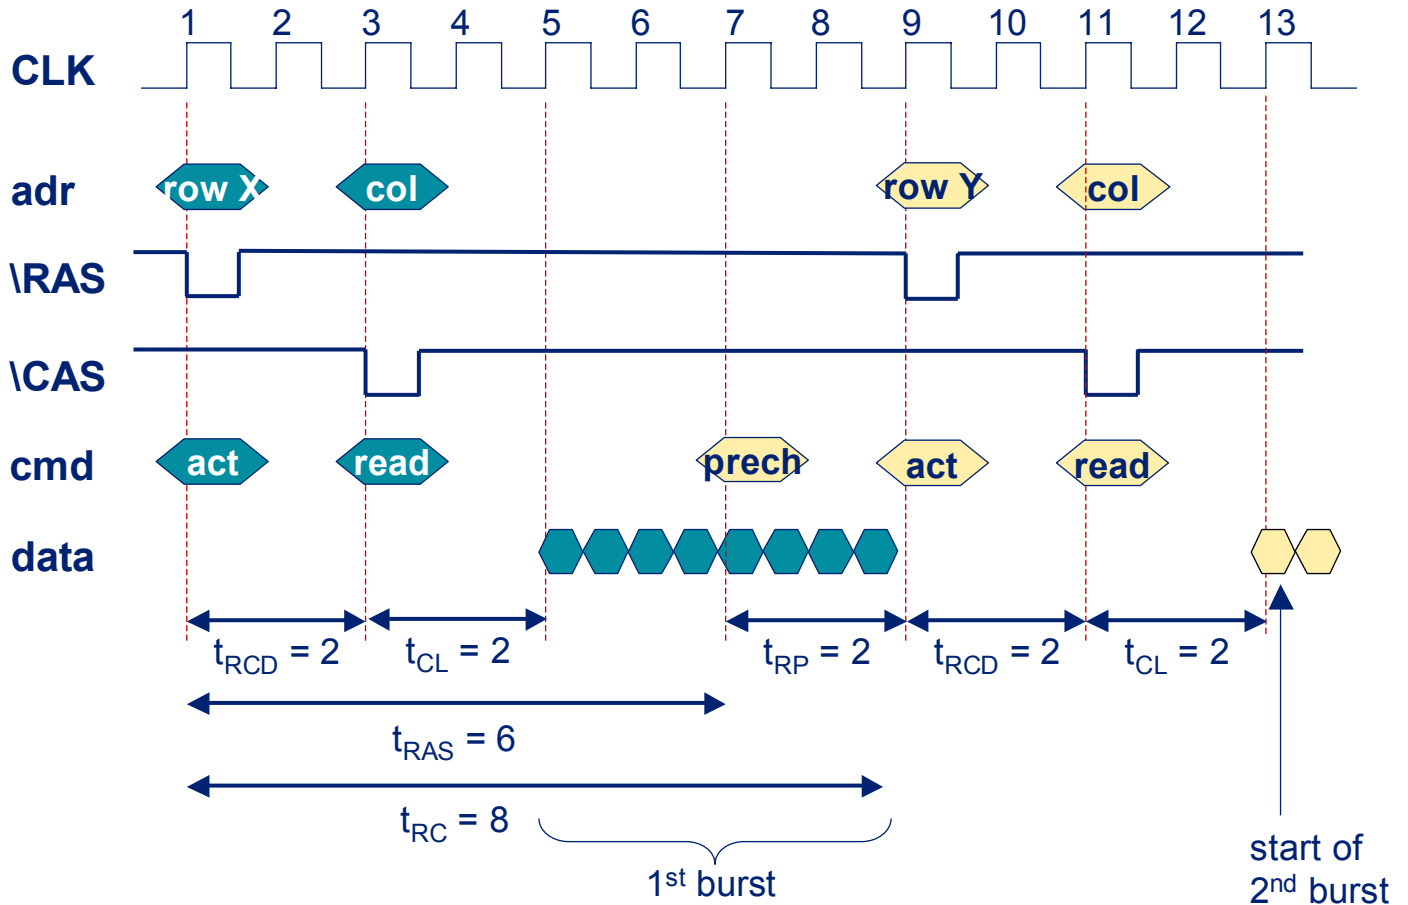 1 2 3 4 5 6 7 8 9 10 11 12 13
CLK
adr row X col row Y col
\RAS
\CAS
cmd act read prech act read
data
tRCD = 2 tCL = 2 tRP = 2 tRCD = 2 tCL = 2
tRAS = 6
tRC = 8
1st burst
start of
2nd burst